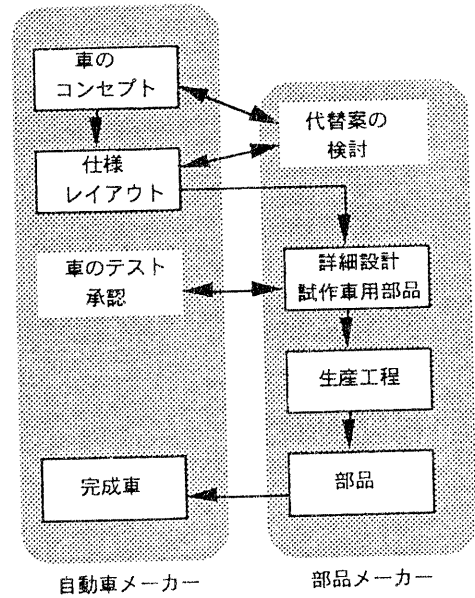 車の
コンセプト
仕様
レイアウト
車のテスト
承認
完成車
自動車メーカー
代替案の
検討
詳細設計
試作車用部品
生産工程
部品
部品メーカー